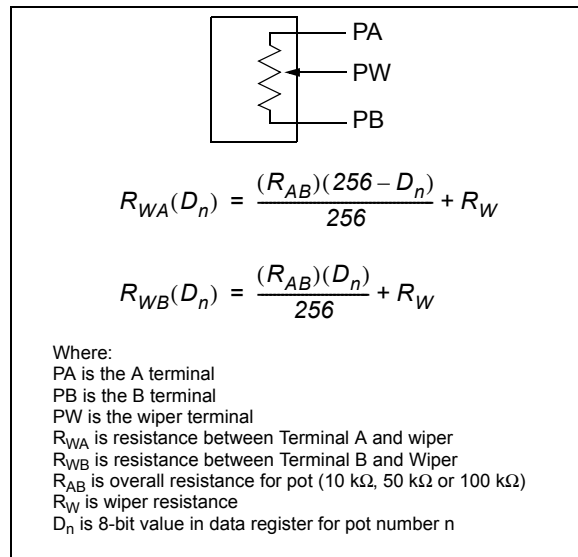 PA
PW
PB
R_WA(D_n) = (R_AB)(256 – D_n) / 256 + R_W
R_WB(D_n) = (R_AB)(D_n) / 256 + R_W
Where:
PA is the A terminal
PB is the B terminal
PW is the wiper terminal
R_WA is resistance between Terminal A and wiper
R_WB is resistance between Terminal B and Wiper
R_AB is overall resistance for pot (10 kΩ, 50 kΩ or 100 kΩ)
R_W is wiper resistance
D_n is 8-bit value in data register for pot number n